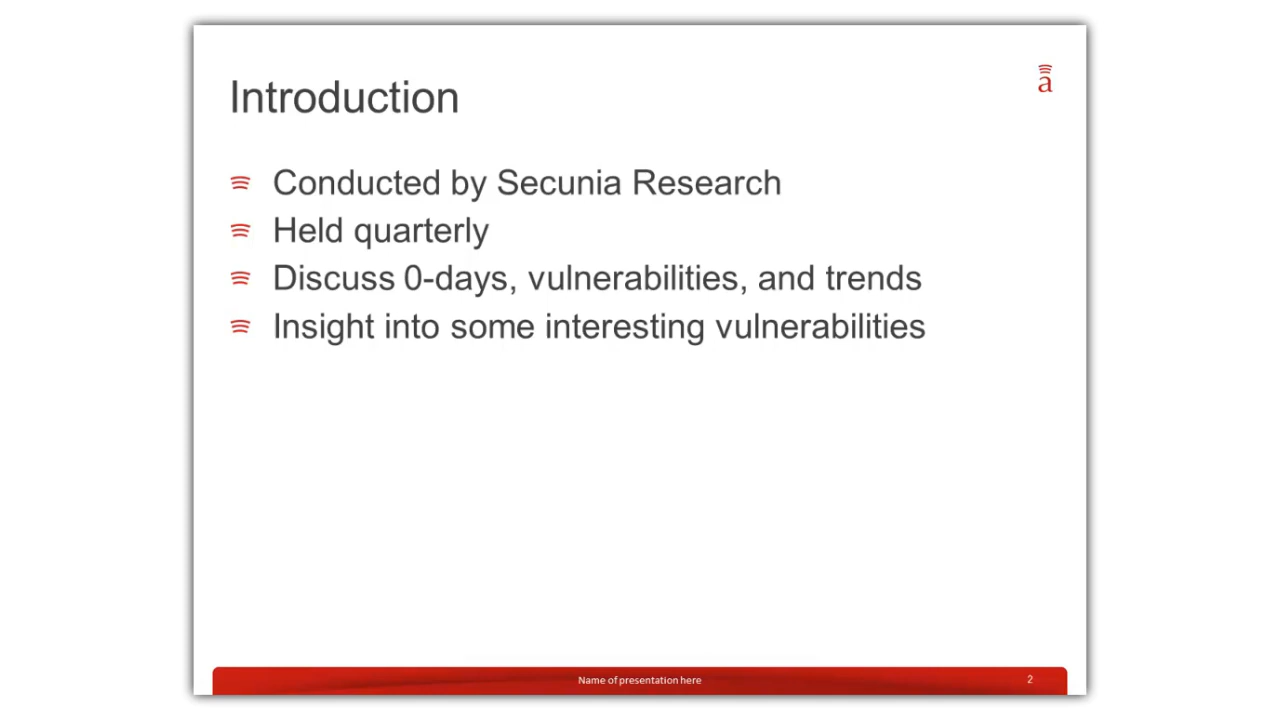 Introduction
a
Conducted by Secunia Research
Held quarterly
Discuss 0-days, vulnerabilities, and trends
Insight into some interesting vulnerabilities
Name of presentation here
2